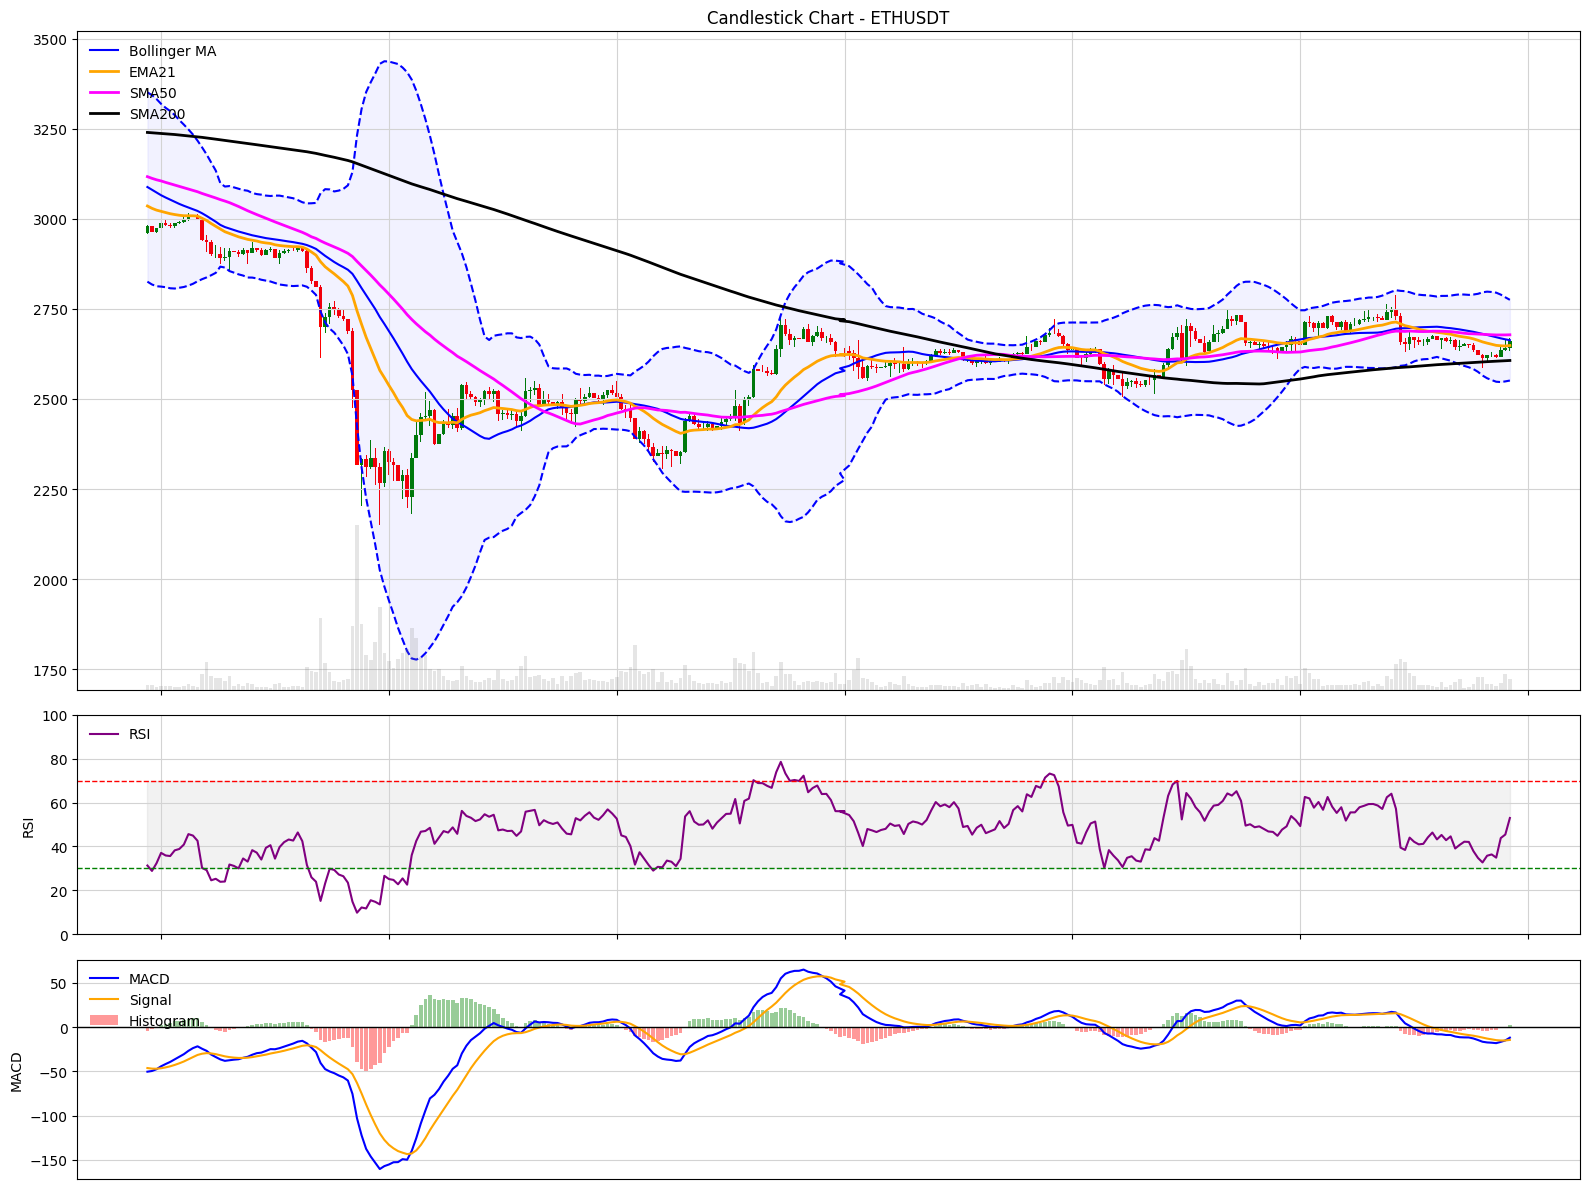 Candlestick Chart - ETHUSDT
3500
3250
3000
2750
2500
2250
2000
1750
Bollinger MA
EMA21
SMA50
SMA200
100
80
60
40
20
0
RSI
RSI
50
0
−50
−100
−150
MACD
MACD
Signal
Histogram